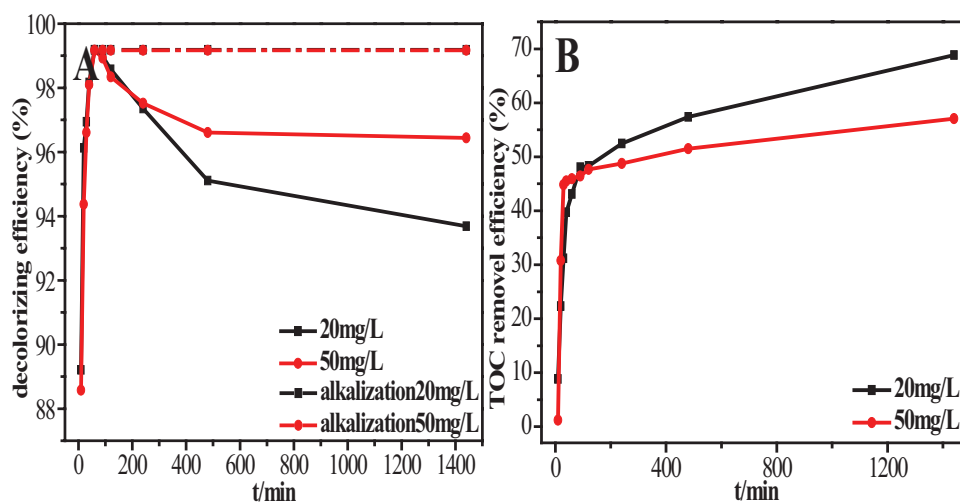 A
decolorizing efficiency (%)
100
98
96
94
92
90
88
20mg/L
50mg/L
alkalization20mg/L
alkalization50mg/L
0 200 400 600 800 1000 1200 1400
t/min
B
TOC removel efficiency (%)
70
60
50
40
30
20
10
0
20mg/L
50mg/L
0 400 800 1200
t/min